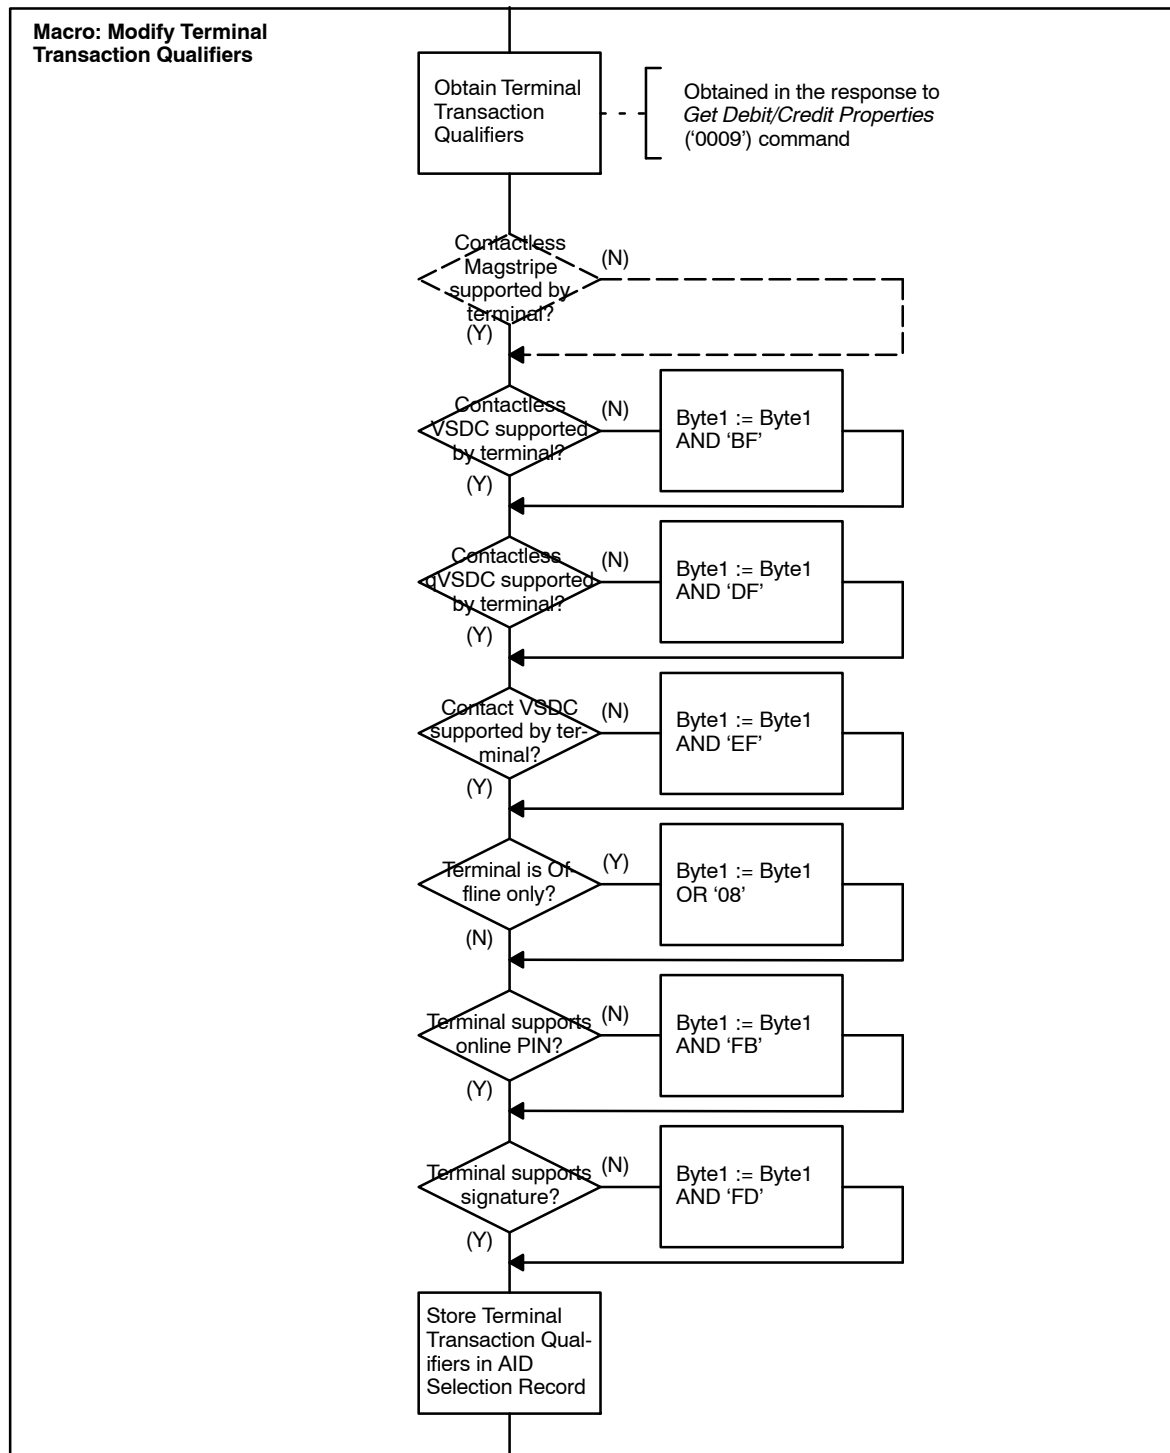 Macro: Modify Terminal
Transaction Qualifiers
Obtain Terminal
Transaction
Qualifiers
Obtained in the response to
Get Debit/Credit Properties
(‘0009’) command
Contactless
Magstripe
supported by
terminal?
(N)
(Y)
Contactless
VSDC supported
by terminal?
(N)
Byte1 := Byte1
AND ‘BF’
(Y)
Contactless
qVSDC supported
by terminal?
(N)
Byte1 := Byte1
AND ‘DF’
(Y)
Contact VSDC
supported by ter-
minal?
(N)
Byte1 := Byte1
AND ‘EF’
(Y)
Terminal is Of-
fline only?
(Y)
Byte1 := Byte1
OR ‘08’
(N)
Terminal supports
online PIN?
(N)
Byte1 := Byte1
AND ‘FB’
(Y)
Terminal supports
signature?
(N)
Byte1 := Byte1
AND ‘FD’
(Y)
Store Terminal
Transaction Qual-
ifiers in AID
Selection Record